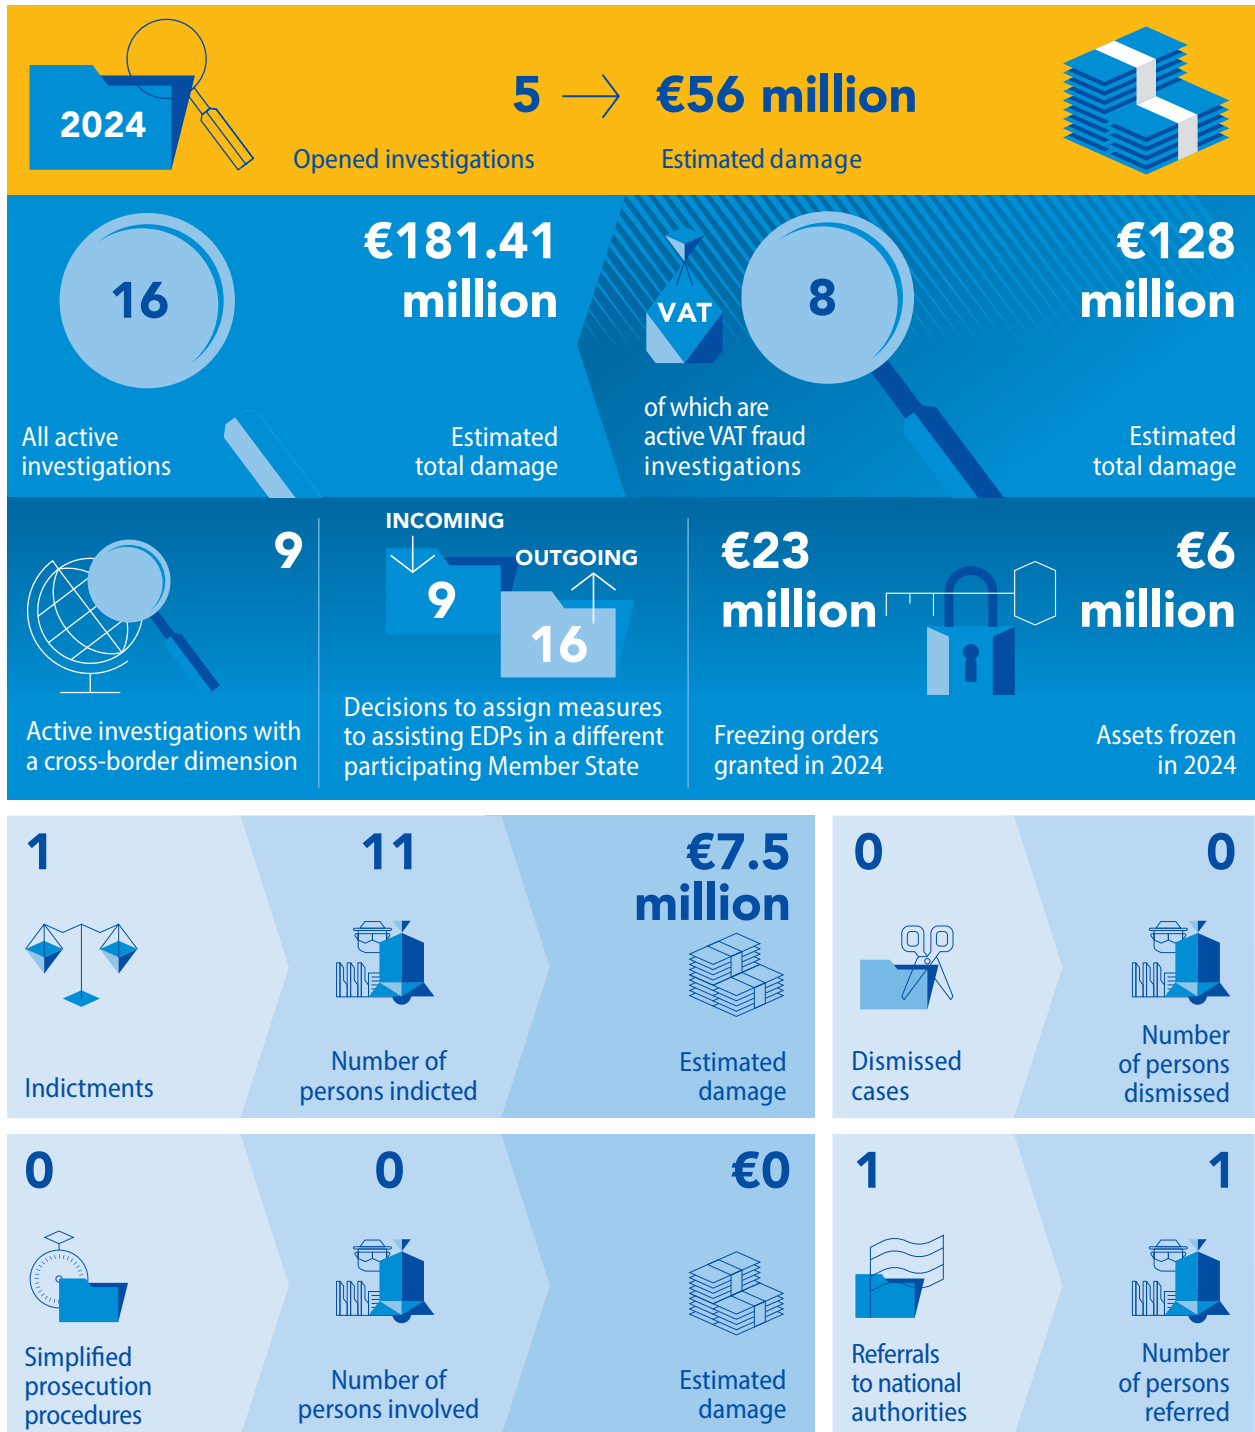 2024
5
€56 million
Opened investigations
Estimated damage
16
€181.41
million
All active
investigations
Estimated
total damage
VAT
8
€128
million
of which are
active VAT fraud
investigations
Estimated
total damage
9
Active investigations with
a cross-border dimension
INCOMING
9
OUTGOING
16
Decisions to assign measures
to assisting EDPs in a different
participating Member State
€23
million
Freezing orders
granted in 2024
€6
million
Assets frozen
in 2024
1
Indictments
11
Number of
persons indicted
€7.5
million
Estimated
damage
0
Dismissed
cases
0
Number
of persons
dismissed
0
Simplified
prosecution
procedures
0
Number of
persons involved
€0
Estimated
damage
1
Referrals
to national
authorities
1
Number
of persons
referred